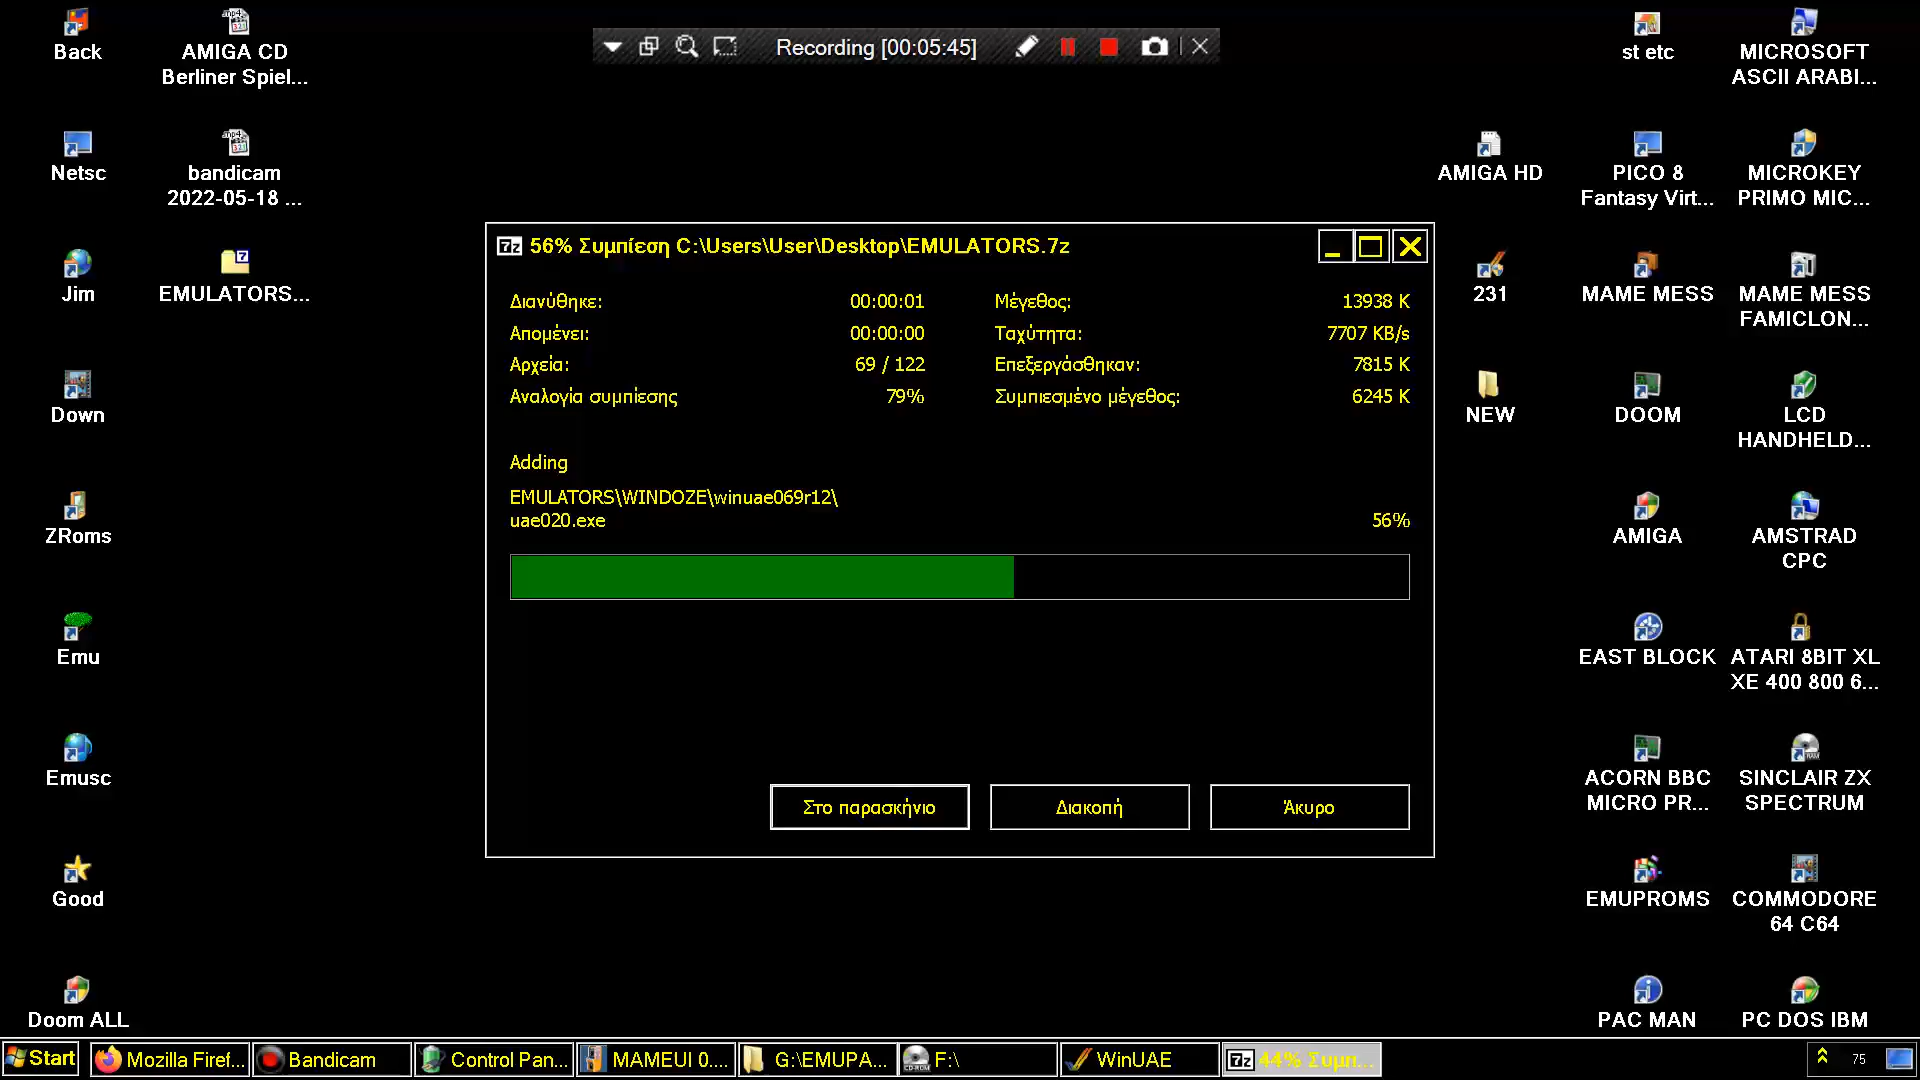 Back
AMIGA CD
Berliner Spiel...
Recording [00:05:45]
st etc
MICROSOFT
ASCII ARABI...
Netsc
bandicam
2022-05-18 ...
AMIGA HD
PICO 8
Fantasy Virt...
MICROKEY
PRIMO MIC...
Jim
EMULATORS...
231
MAME MESS
MAME MESS
FAMICLON...
Down
NEW
DOOM
LCD
HANDHELD...
ZRoms
AMIGA
AMSTRAD
CPC
Emu
EAST BLOCK
ATARI 8BIT XL
XE 400 800 6...
Emusc
ACORN BBC
MICRO PR...
SINCLAIR ZX
SPECTRUM
Good
EMUPROMS
COMMODORE
64 C64
Doom ALL
PAC MAN
PC DOS IBM
7z 56% Συμπίεση C:\Users\User\Desktop\EMULATORS.7z
Διανύθηκε: 00:00:01 Μέγεθος: 13938 K
Απομένει: 00:00:00 Ταχύτητα: 7707 KB/s
Αρχεία: 69 / 122 Επεξεργάσθηκαν: 7815 K
Αναλογία συμπίεσης 79% Συμπιεσμένο μέγεθος: 6245 K
Adding
EMULATORS\WINDOZE\winuae069r12\
uae020.exe 56%
Στο παρασκήνιο Διακοπή Άκυρο
Start Mozilla Firef... Bandicam Control Pan... MAMEUI 0.... G:\EMUPA... F:\ WinUAE 7z 44% Συμπ... 75